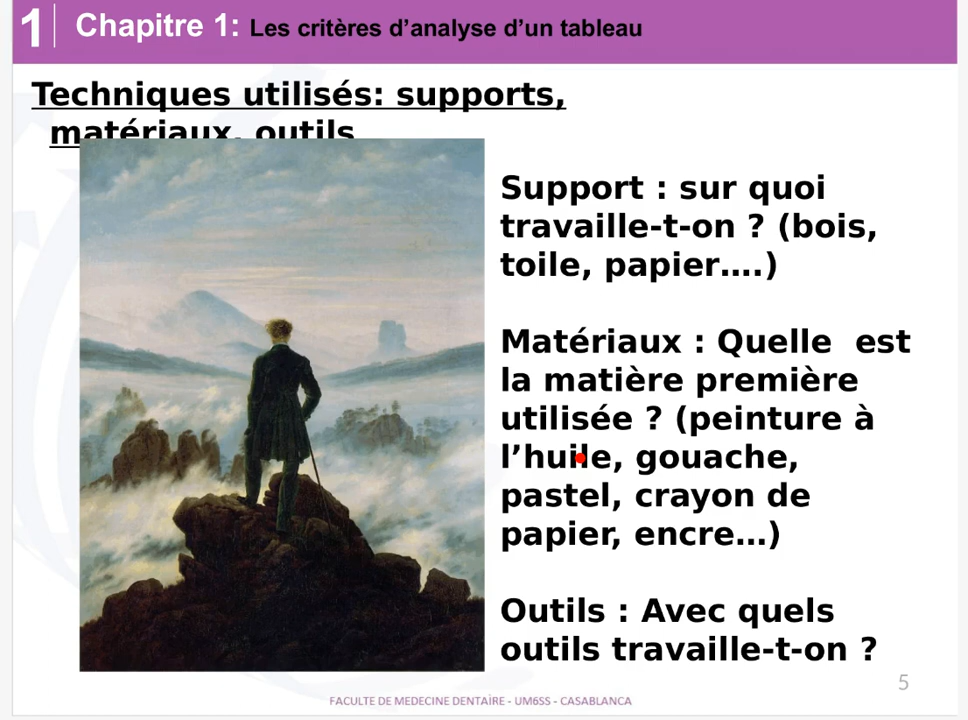 1 Chapitre 1: Les critères d’analyse d’un tableau
Techniques utilisés: supports,
matériaux, outils
Support : sur quoi
travaille-t-on ? (bois,
toile, papier….)
Matériaux : Quelle est
la matière première
utilisée ? (peinture à
l’huile, gouache,
pastel, crayon de
papier, encre…)
Outils : Avec quels
outils travaille-t-on ?
5
FACULTE DE MEDECINE DENTAÌRE - UM6SS - CASABLANCA